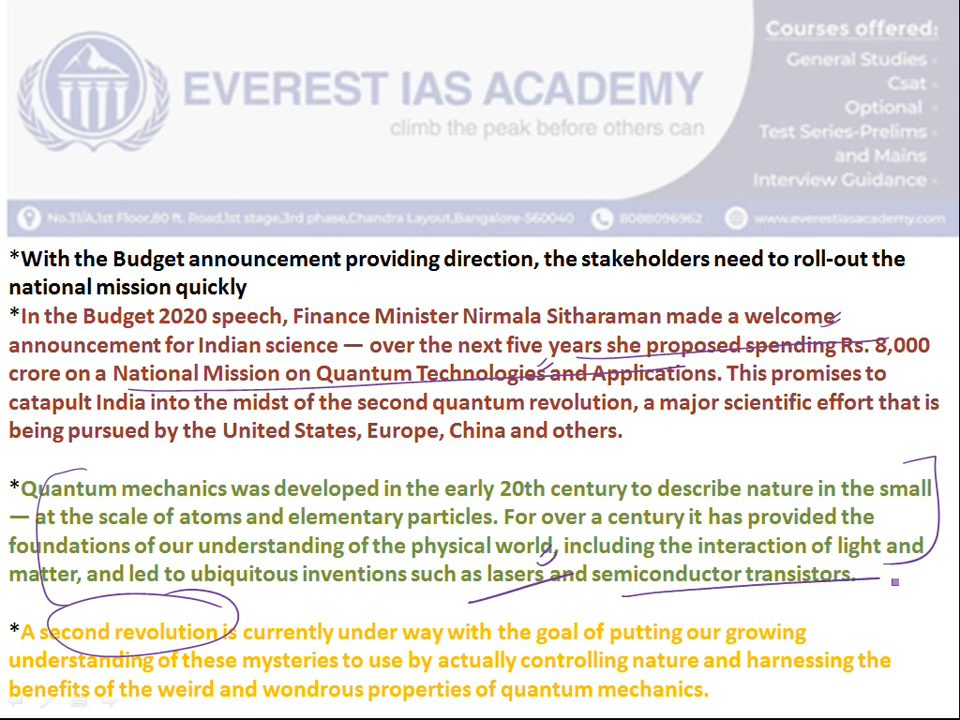 Courses offered:
General Studies
Csat
EVEREST IAS ACADEMY
Optional
climb the peak before others can
Test Series-Prelims
and Mains
Interview Guidance
No.31/A,1st Floor,80 ft. Road,1st stage,3rd phase,Chandra Layout,Bangalore-560040 8088096962 www.everestiasacademy.com
*With the Budget announcement providing direction, the stakeholders need to roll-out the
national mission quickly
*In the Budget 2020 speech, Finance Minister Nirmala Sitharaman made a welcome
announcement for Indian science — over the next five years she proposed spending Rs. 8,000
crore on a National Mission on Quantum Technologies and Applications. This promises to
catapult India into the midst of the second quantum revolution, a major scientific effort that is
being pursued by the United States, Europe, China and others.
*Quantum mechanics was developed in the early 20th century to describe nature in the small
— at the scale of atoms and elementary particles. For over a century it has provided the
foundations of our understanding of the physical world, including the interaction of light and
matter, and led to ubiquitous inventions such as lasers and semiconductor transistors.
*A second revolution is currently under way with the goal of putting our growing
understanding of these mysteries to use by actually controlling nature and harnessing the
benefits of the weird and wondrous properties of quantum mechanics.